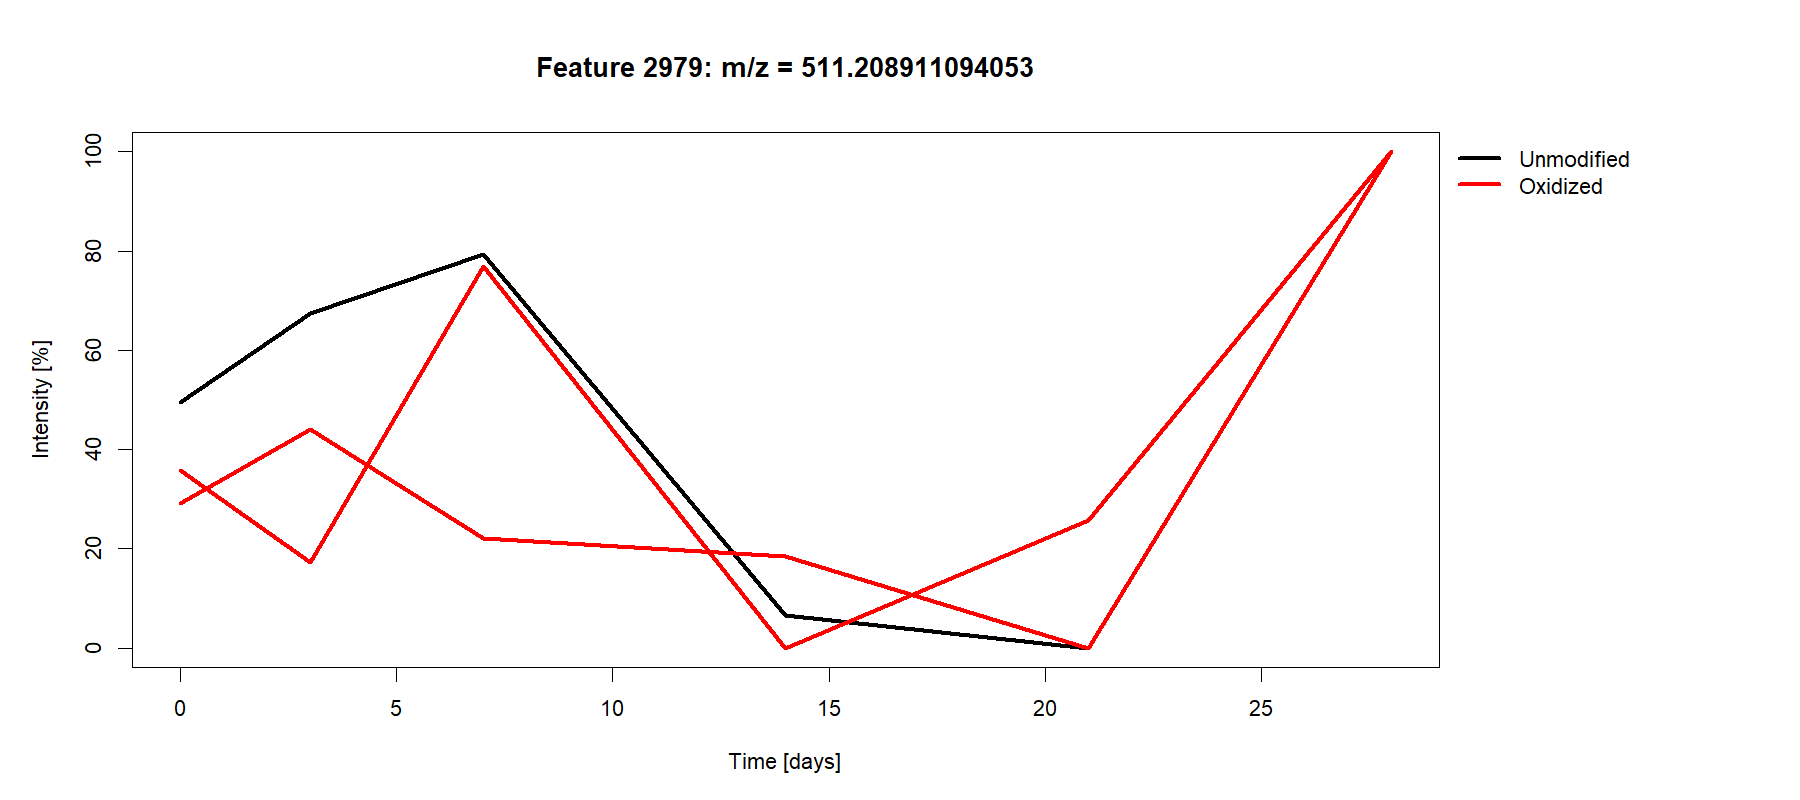 Feature 2979: m/z = 511.208911094053
Unmodified
Oxidized
Intensity [%]
100
80
60
40
20
0
0 5 10 15 20 25
Time [days]